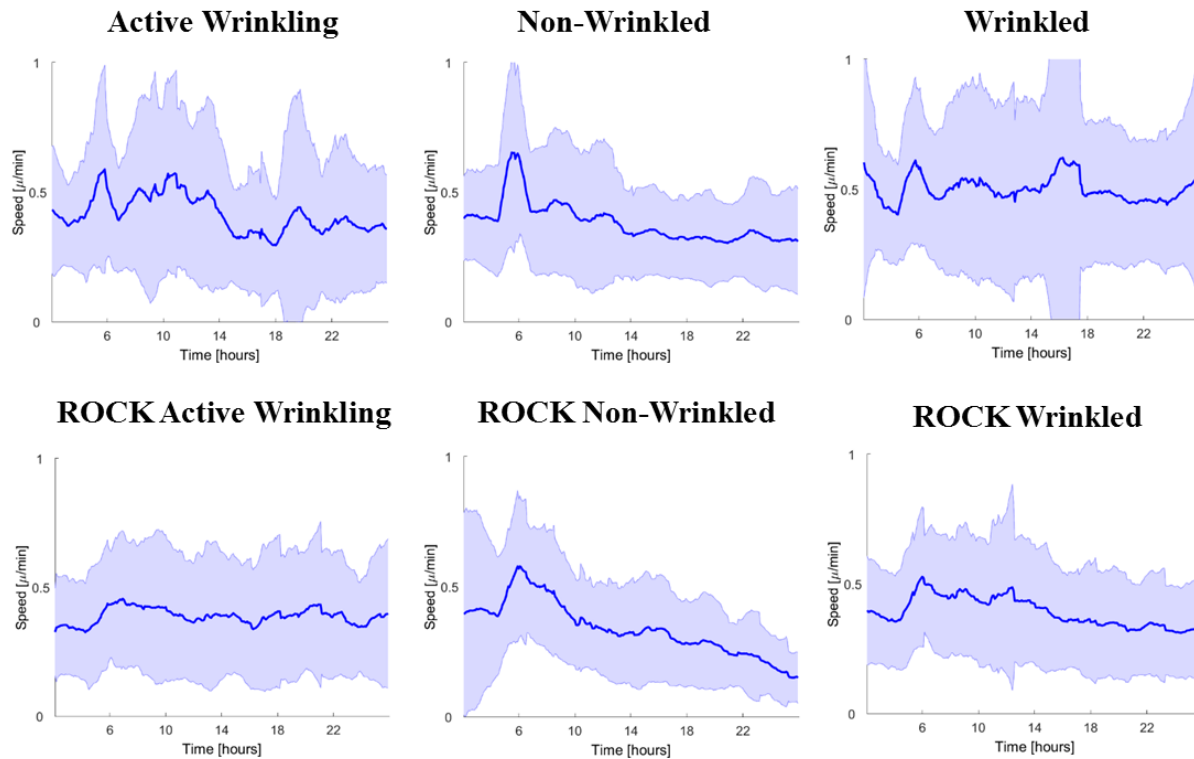 Active Wrinkling
Non-Wrinkled
Wrinkled
1
0.5
0
Speed [μ/min]
6
10
14
18
22
Time [hours]
1
0.5
0
Speed [μ/min]
6
10
14
18
22
Time [hours]
1
0.5
0
Speed [μ/min]
6
10
14
18
22
Time [hours]
ROCK Active Wrinkling
ROCK Non-Wrinkled
ROCK Wrinkled
1
0.5
0
Speed [μ/min]
6
10
14
18
22
Time [hours]
1
0.5
0
Speed [μ/min]
6
10
14
18
22
Time [hours]
1
0.5
0
Speed [μ/min]
6
10
14
18
22
Time [hours]